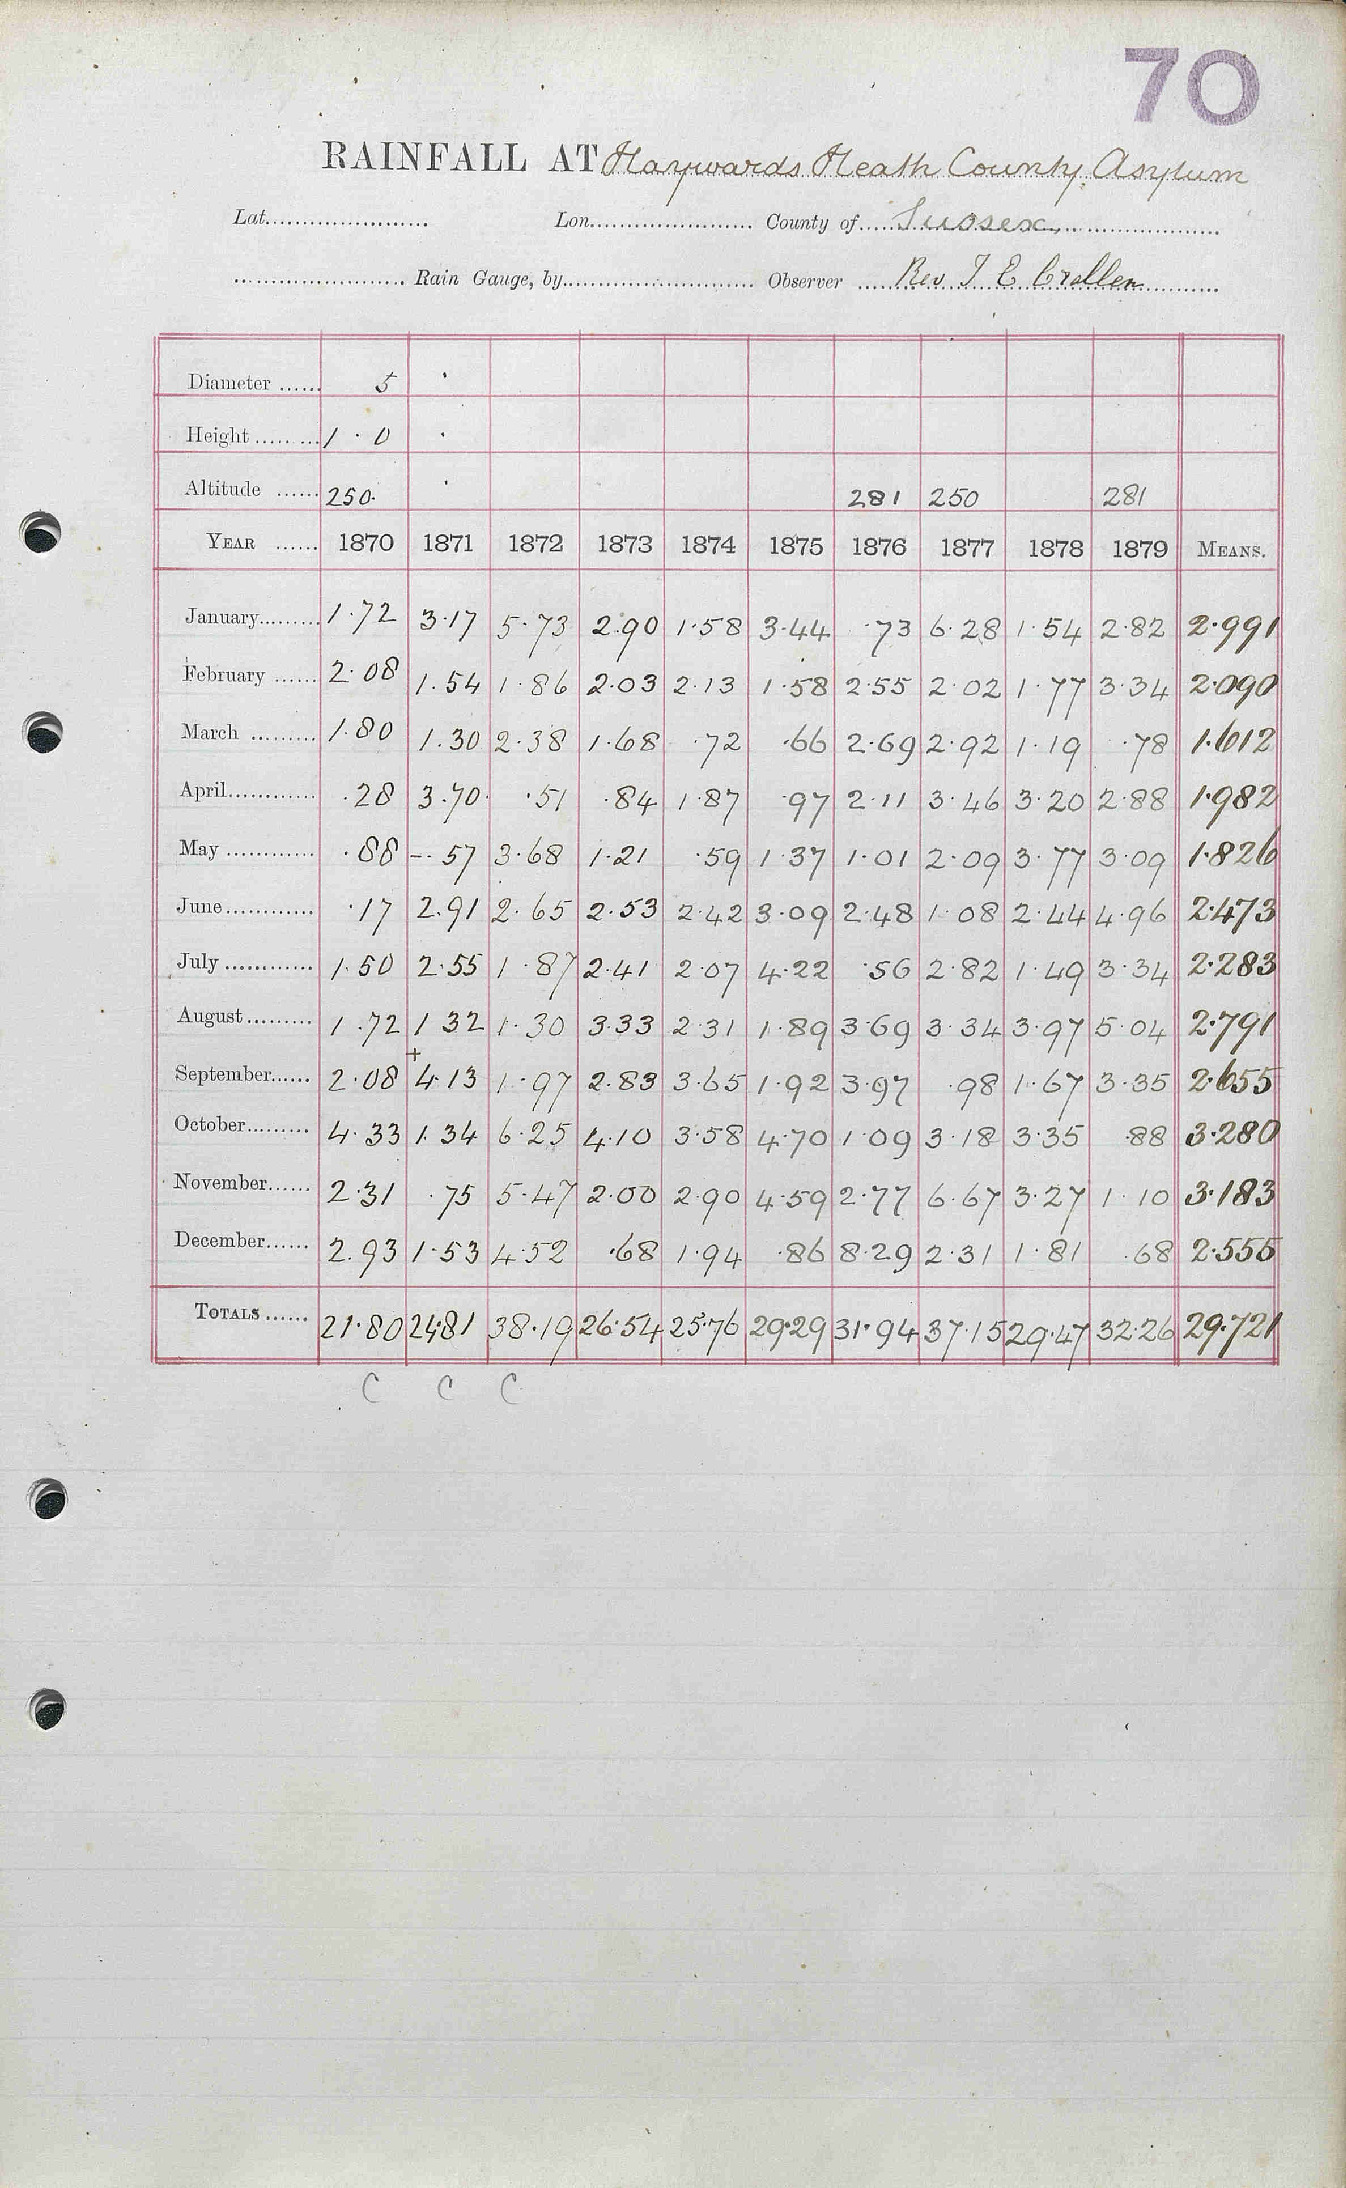 70
RAINFALL AT Haywards Heath County Asylum
Lat. Lon. County of Sussex
Rain Gauge, by Observer Rev T E Crallan
Diameter 5
Height 1 · 0
Altitude 250 281 250 281
YEAR 1870 1871 1872 1873 1874 1875 1876 1877 1878 1879 MEANS.
January 1·72 3·17 5·73 2·90 1·58 3·44 ·73 6·28 1·54 2·82 2·991
February 2·08 1.54 1·86 2·03 2·13 1·58 2·55 2·02 1·77 3·34 2·090
March 1·80 1.30 2·38 1·68 ·72 ·66 2·69 2·92 1·19 ·78 1·612
April ·28 3·70 ·51 ·84 1·87 ·97 2·11 3·46 3·20 2·88 1·982
May ·88 -·57 3·68 1·21 ·59 1·37 1·01 2·09 3·77 3·09 1·826
June ·17 2.91 2·65 2·53 2·42 3·09 2·48 1·08 2·44 4·96 2·473
July 1·50 2·55 1·87 2·41 2·07 4·22 ·56 2·82 1·49 3·34 2·283
August 1·72 1 32 1·30 3·33 2·31 1·89 3·69 3·34 3·97 5·04 2·791
September 2·08 +4·13 1·97 2·83 3·65 1·92 3·97 ·98 1·67 3·35 2·655
October 4·33 1·34 6·25 4·10 3·58 4·70 1·09 3·18 3·35 ·88 3·280
November 2·31 ·75 5·47 2·00 2·90 4·59 2·77 6·67 3·27 1·10 3·183
December 2.93 1·53 4·52 ·68 1·94 ·86 8·29 2·31 1·81 ·68 2·555
TOTALS 21·80 24·81 38·19 26·54 25·76 29·29 31·94 37·15 29·47 32·26 29·721
C C C